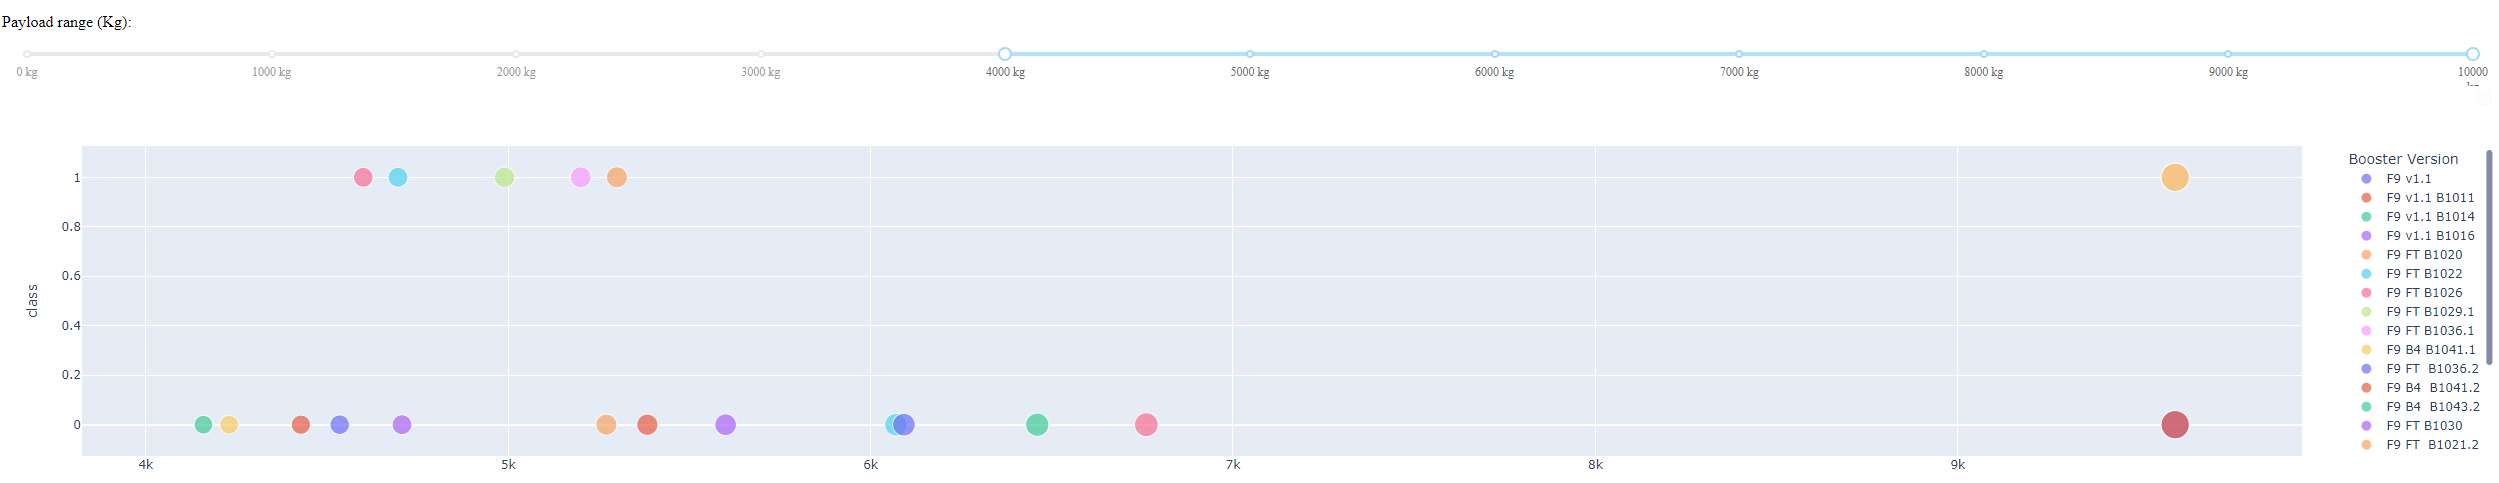 Payload range (Kg):
0 kg 1000 kg 2000 kg 3000 kg 4000 kg 5000 kg 6000 kg 7000 kg 8000 kg 9000 kg 10000
1
0.8
0.6
0.4
0.2
0
class
4k 5k 6k 7k 8k 9k
Booster Version
F9 v1.1
F9 v1.1 B1011
F9 v1.1 B1014
F9 v1.1 B1016
F9 FT B1020
F9 FT B1022
F9 FT B1026
F9 FT B1029.1
F9 FT B1036.1
F9 B4 B1041.1
F9 FT  B1036.2
F9 B4  B1041.2
F9 B4  B1043.2
F9 FT B1030
F9 FT  B1021.2